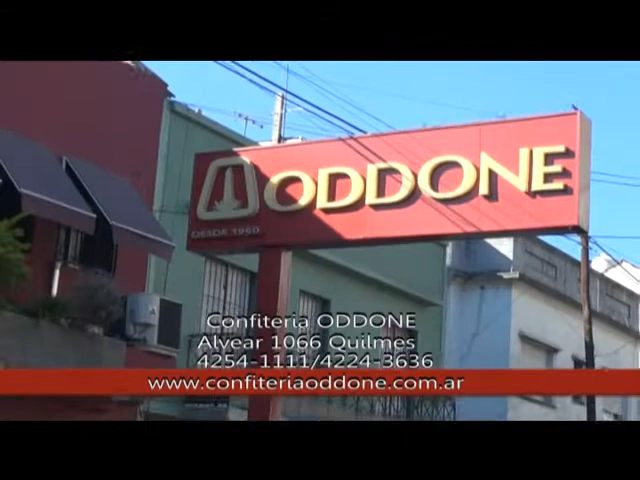 ODDONE
DESDE 1960
Confiteria ODDONE
Alvear 1066 Quilmes
4254-1111/4224-3636
www.confiteriaoddone.com.ar